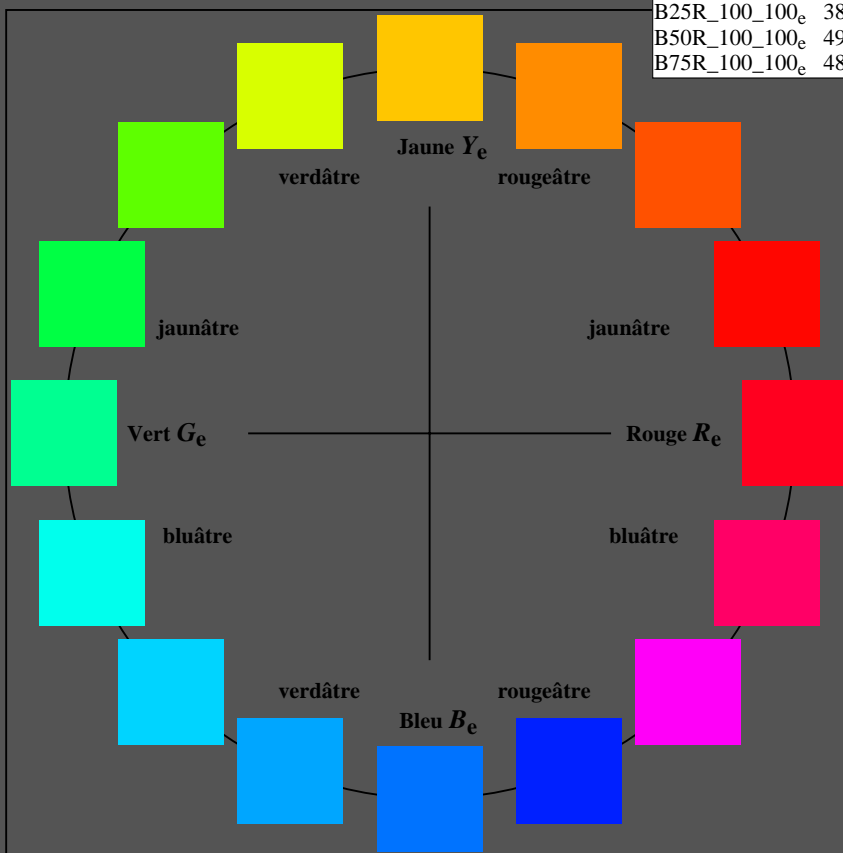 B25R_100_100e 38
B50R_100_100e 49
B75R_100_100e 48
Jaune Ye
verdâtre rougeâtre
jaunâtre jaunâtre
Vert Ge Rouge Re
bluâtre bluâtre
verdâtre rougeâtre
Bleu Be